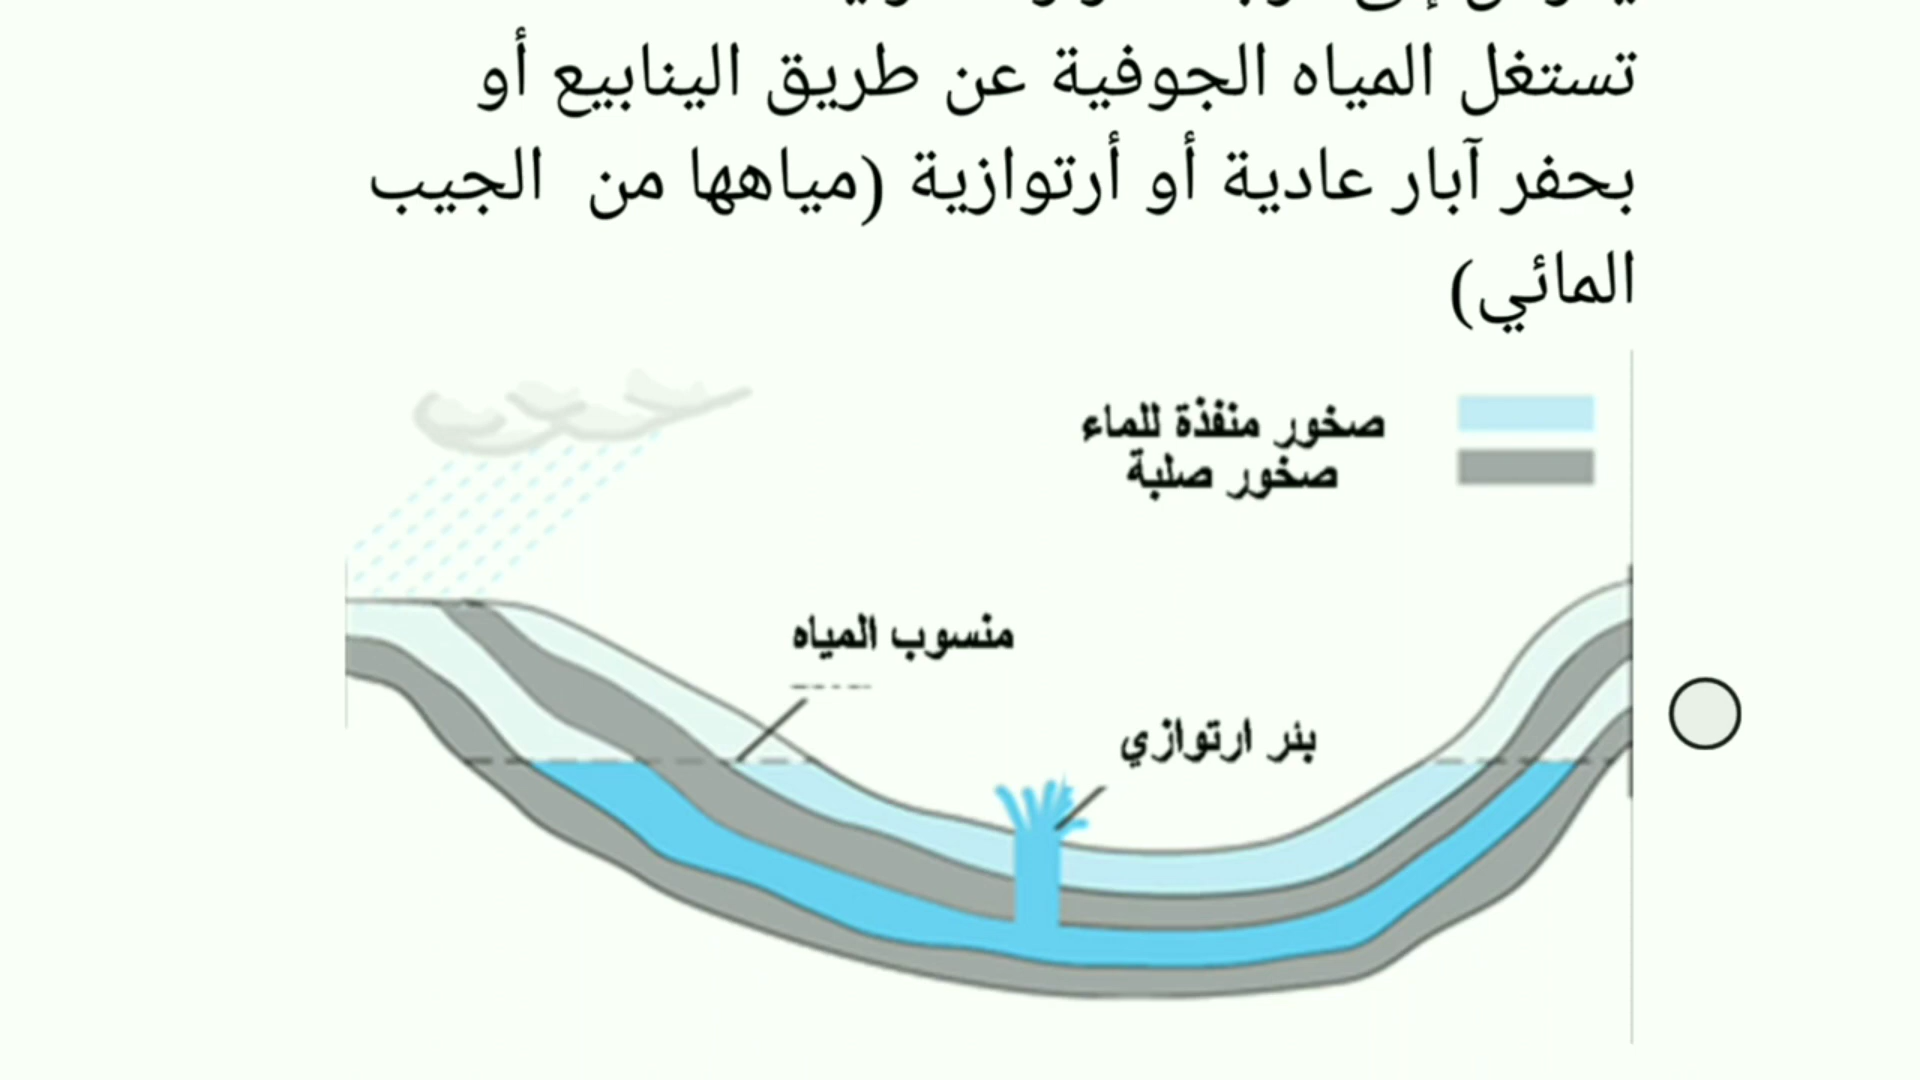 تستغل المياه الجوفية عن طريق الينابيع أو
بحفر آبار عادية أو أرتوازية (مياهها من الجيب
المائي)
صخور منفذة للماء
صخور صلبة
منسوب المياه
بئر ارتوازي